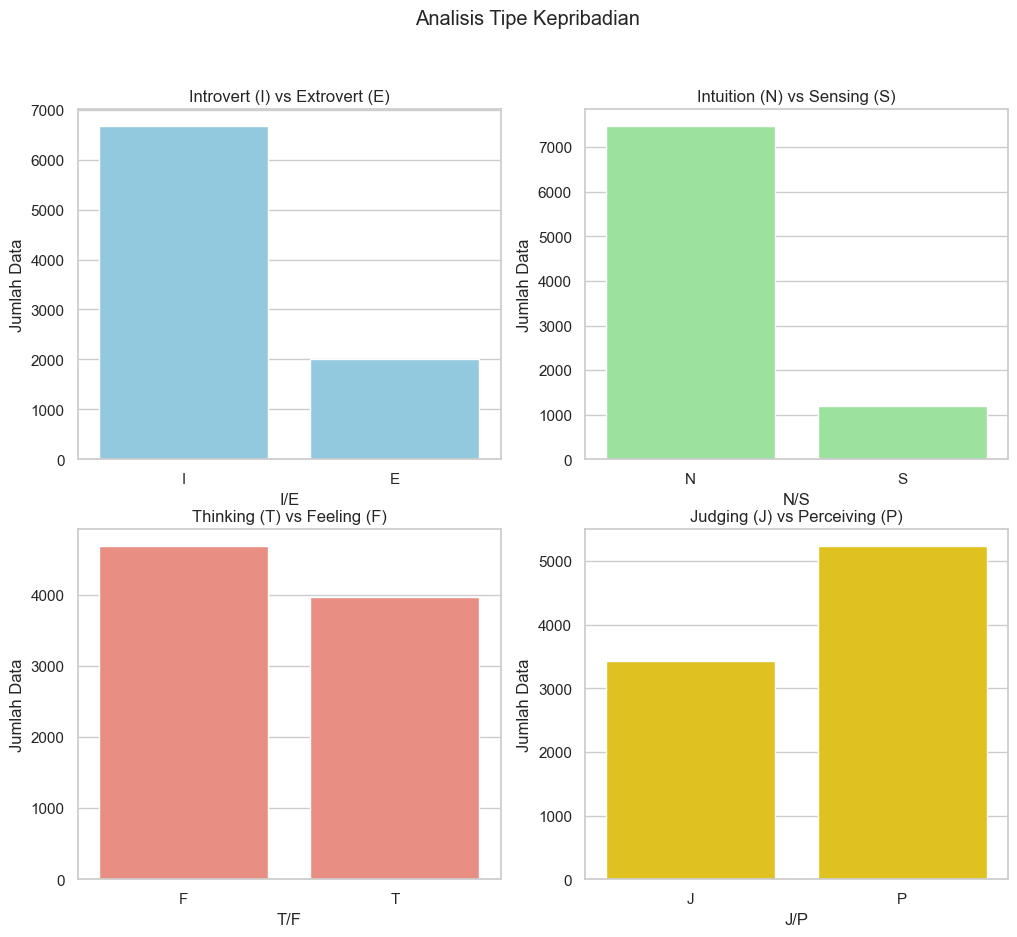 Analisis Tipe Kepribadian
Introvert (I) vs Extrovert (E)
7000
6000
5000
4000
3000
2000
1000
0
Jumlah Data
I
E
I/E
Intuition (N) vs Sensing (S)
7000
6000
5000
4000
3000
2000
1000
0
Jumlah Data
N
S
N/S
Thinking (T) vs Feeling (F)
4000
3000
2000
1000
0
Jumlah Data
F
T
T/F
Judging (J) vs Perceiving (P)
5000
4000
3000
2000
1000
0
Jumlah Data
J
P
J/P